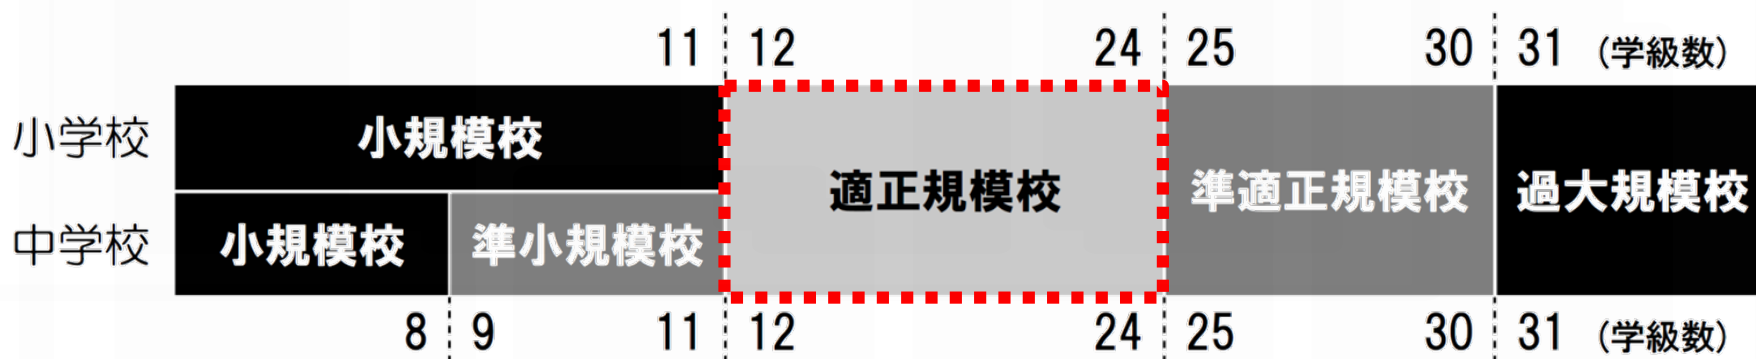 11 12 24 25 30 31 (学級数)
小学校 小規模校
適正規模校 準適正規模校 過大規模校
中学校 小規模校 準小規模校
8 9 11 12 24 25 30 31 (学級数)